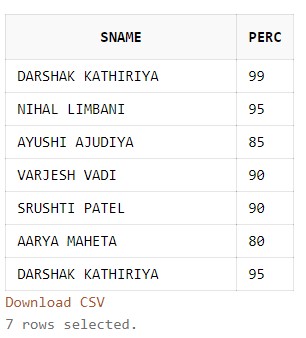 SNAME PERC
DARSHAK KATHIRIYA 99
NIHAL LIMBANI 95
AYUSHI AJUDIYA 85
VARJESH VADI 90
SRUSHTI PATEL 90
AARYA MAHETA 80
DARSHAK KATHIRIYA 95
Download CSV
7 rows selected.